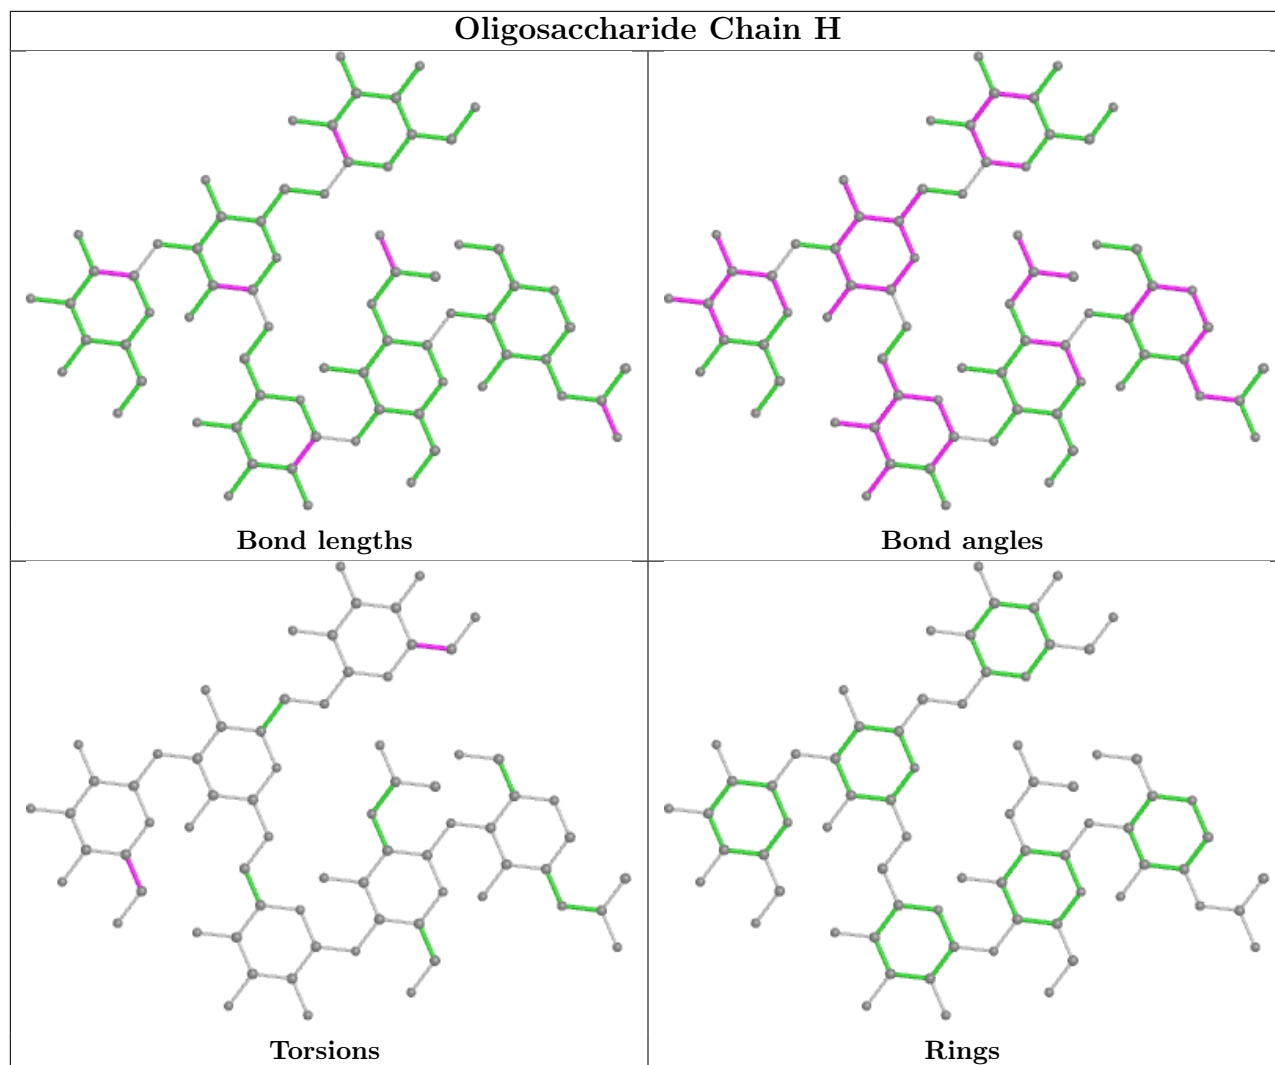 Oligosaccharide Chain H
Bond lengths
Bond angles
Torsions
Rings